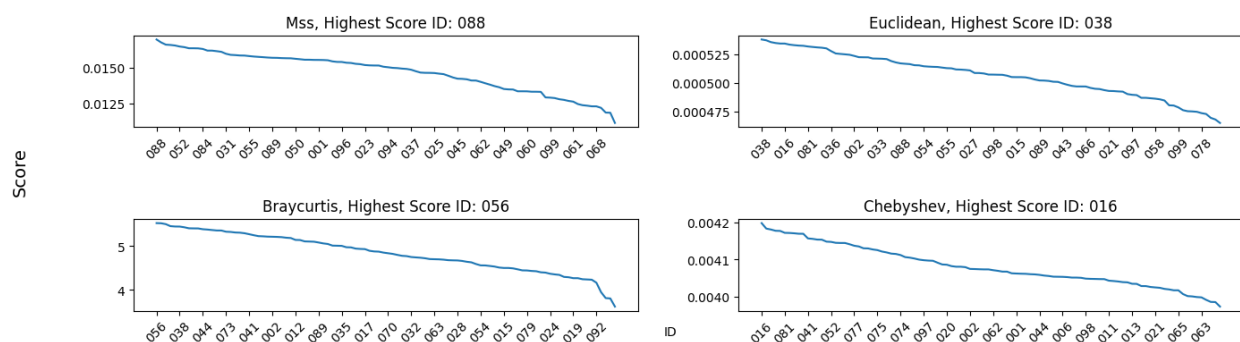 Score
Mss, Highest Score ID: 088
0.0150
0.0125
088 052 084 031 055 089 050 001 096 023 094 037 025 045 062 049 060 099 061 068
Euclidean, Highest Score ID: 038
0.000525
0.000500
0.000475
038 016 081 036 002 033 088 054 055 027 098 015 089 043 066 021 097 058 099 078
Braycurtis, Highest Score ID: 056
5
4
056 038 044 073 041 002 012 089 035 017 070 032 063 028 054 015 079 024 019 092
Chebyshev, Highest Score ID: 016
0.0042
0.0041
0.0040
016 081 041 052 077 075 074 097 020 002 062 001 044 006 098 011 013 021 065 063
ID